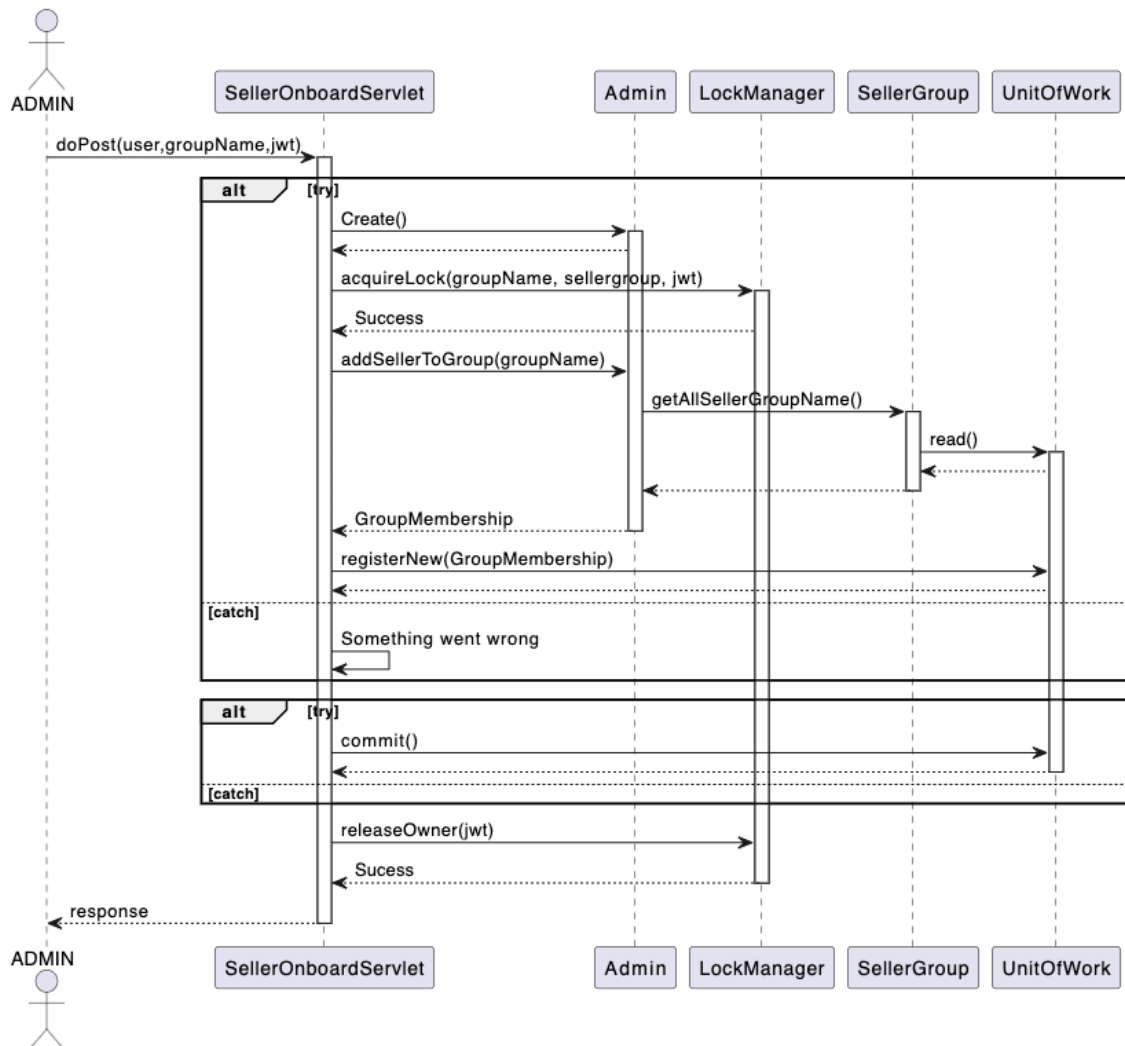 ADMIN
SellerOnboardServlet
Admin
LockManager
SellerGroup
UnitOfWork
doPost(user,groupName,jwt)
alt
[try]
Create()
acquireLock(groupName, sellergroup, jwt)
Success
addSellerToGroup(groupName)
getAllSellerGroupName()
read()
GroupMembership
registerNew(GroupMembership)
[catch]
Something went wrong
alt
[try]
commit()
[catch]
releaseOwner(jwt)
Sucess
response
ADMIN
SellerOnboardServlet
Admin
LockManager
SellerGroup
UnitOfWork